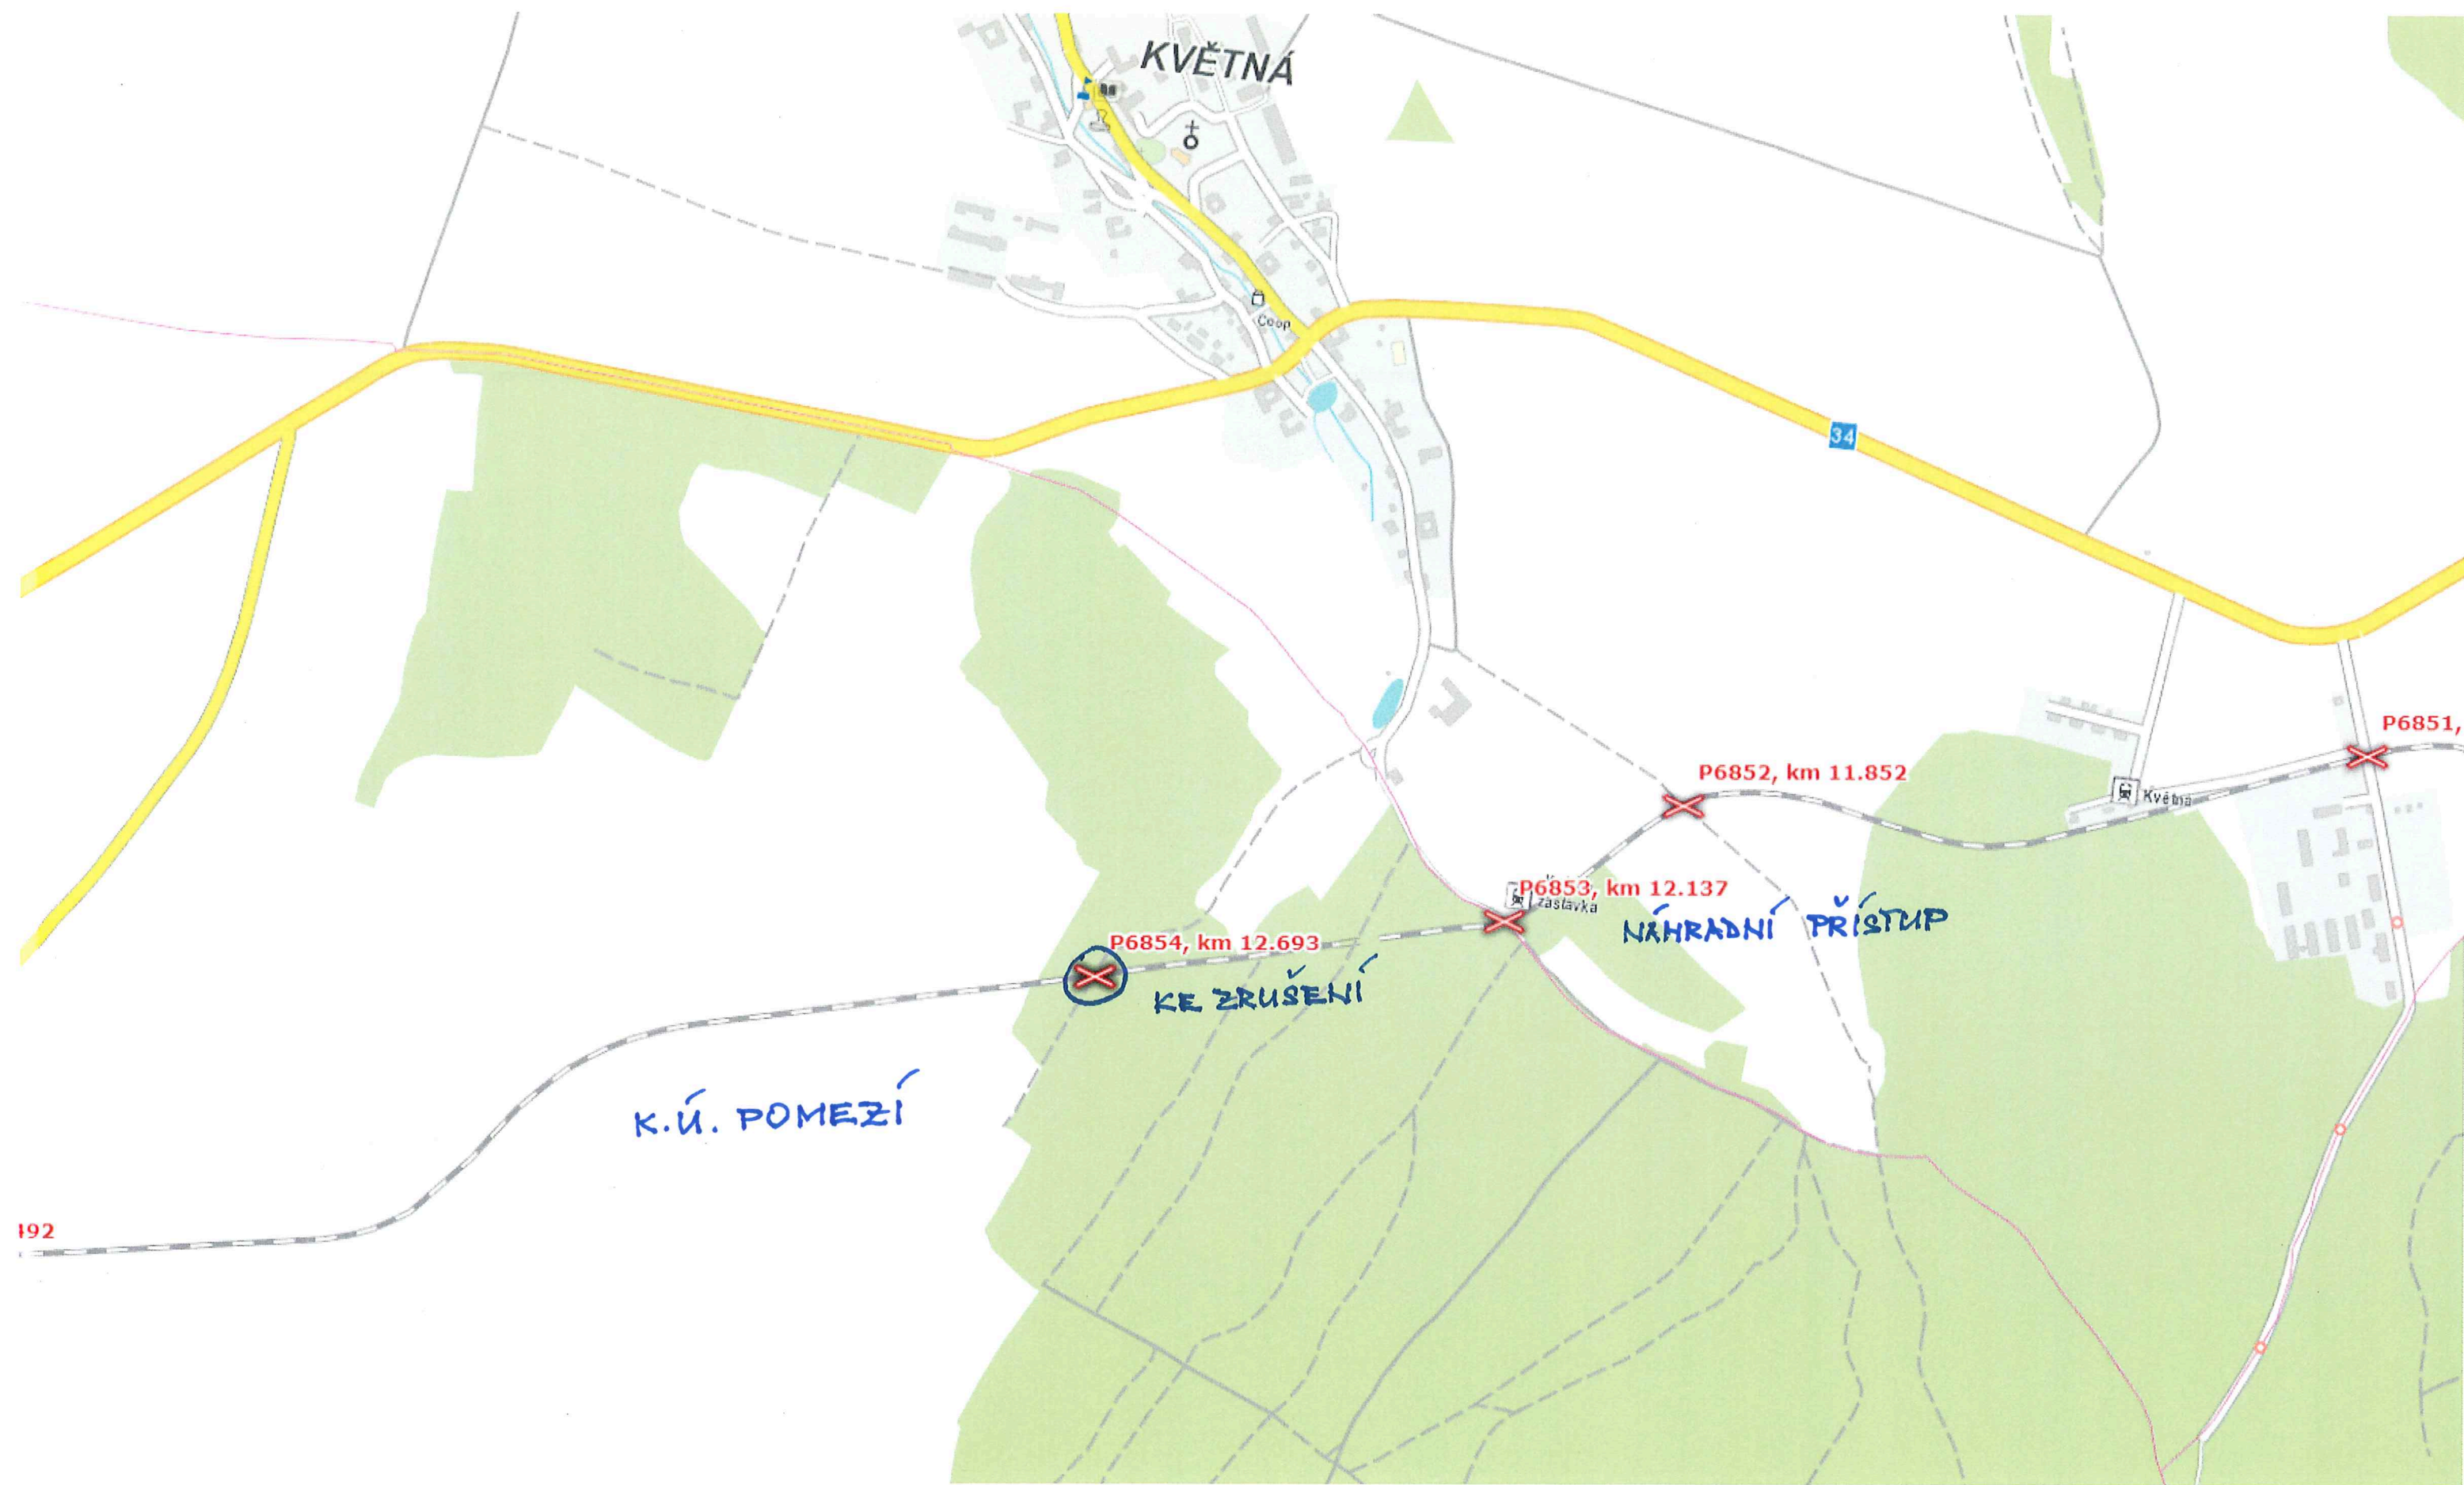 KVĚTNÁ
Coop
34
P6851,
P6852, km 11.852
Květná
P6853, km 12.137
zastávka
NÁHRADNÍ PŘÍSTUP
P6854, km 12.693
KE ZRUŠENÍ
K.Ú. POMEZÍ
492